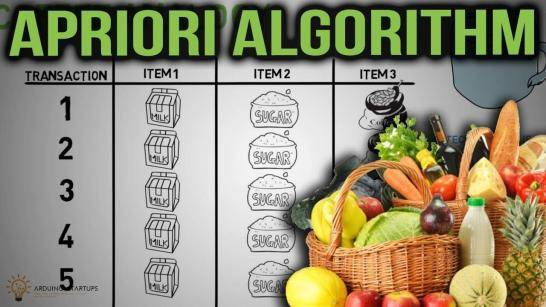 APRIORI ALGORITHM
TRANSACTION ITEM 1 ITEM 2 ITEM 3
1 MILK SUGAR
2 MILK SUGAR
3 MILK SUGAR
4 MILK SUGAR
5 MILK SUGAR
ARDUINO STARTUPS